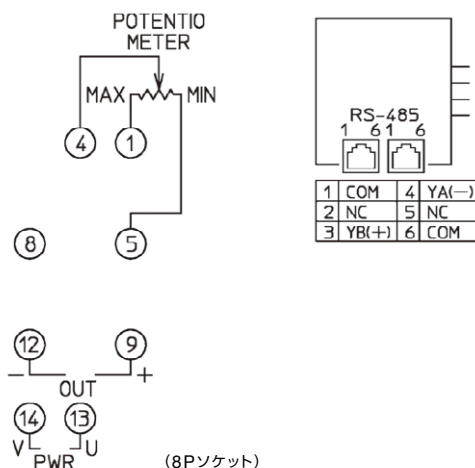 POTENTIO
METER
MAX
MIN
4
1
8
5
12
9
-
OUT
+
14
13
V
PWR
U
(8Pソケット)
RS-485
1 6 1 6
1 COM 4 YA(-)
2 NC 5 NC
3 YB(+) 6 COM